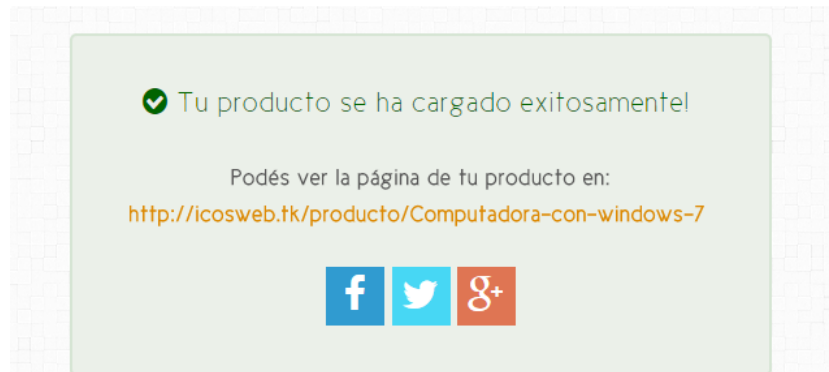 Tu producto se ha cargado exitosamente!
Podés ver la página de tu producto en:
http://icosweb.tk/producto/Computadora-con-windows-7
f g+